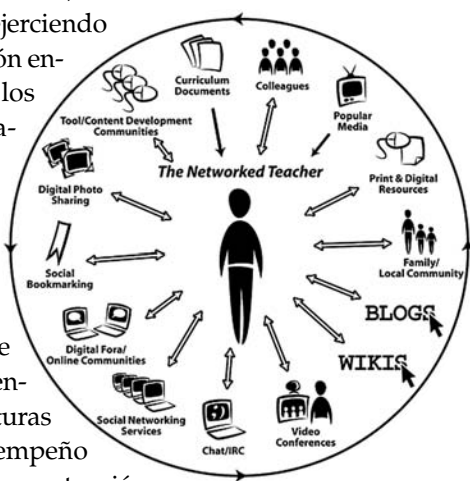 ejerciendo
ón en-
los
a-
e
en-
turas
empeño
Curriculum
Documents
Colleagues
Popular
Media
Tool/Content Development
Communities
The Networked Teacher
Print & Digital
Resources
Digital Photo
Sharing
Family/
Local Community
Social
Bookmarking
BLOGS
WIKIS
Digital Fora/
Online Communities
Social Networking
Services
Chat/IRC
Video
Conferences